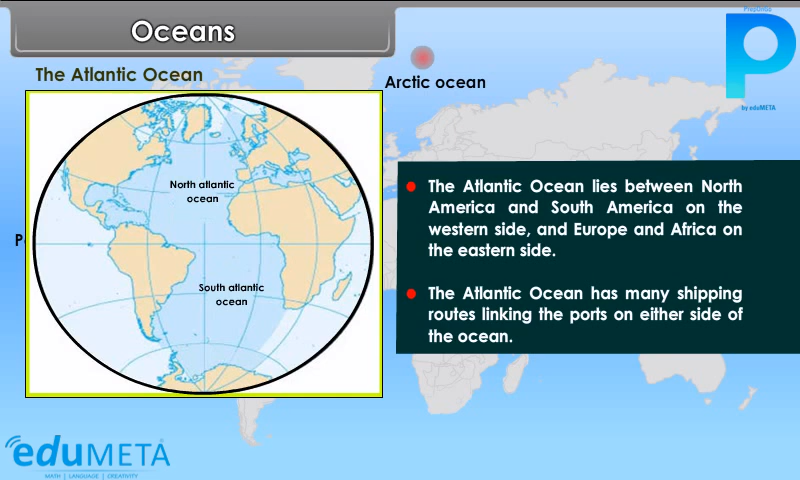 Oceans
Prepionio
The Atlantic Ocean
Arctic ocean
by eduMETA
North atlantic
ocean
The Atlantic Ocean lies between North
America and South America on the
western side, and Europe and Africa on
the eastern side.
P
South atlantic
ocean
The Atlantic Ocean has many shipping
routes linking the ports on either side of
the ocean.
eduMETA
MATH | LANGUAGE | CREATIVITY